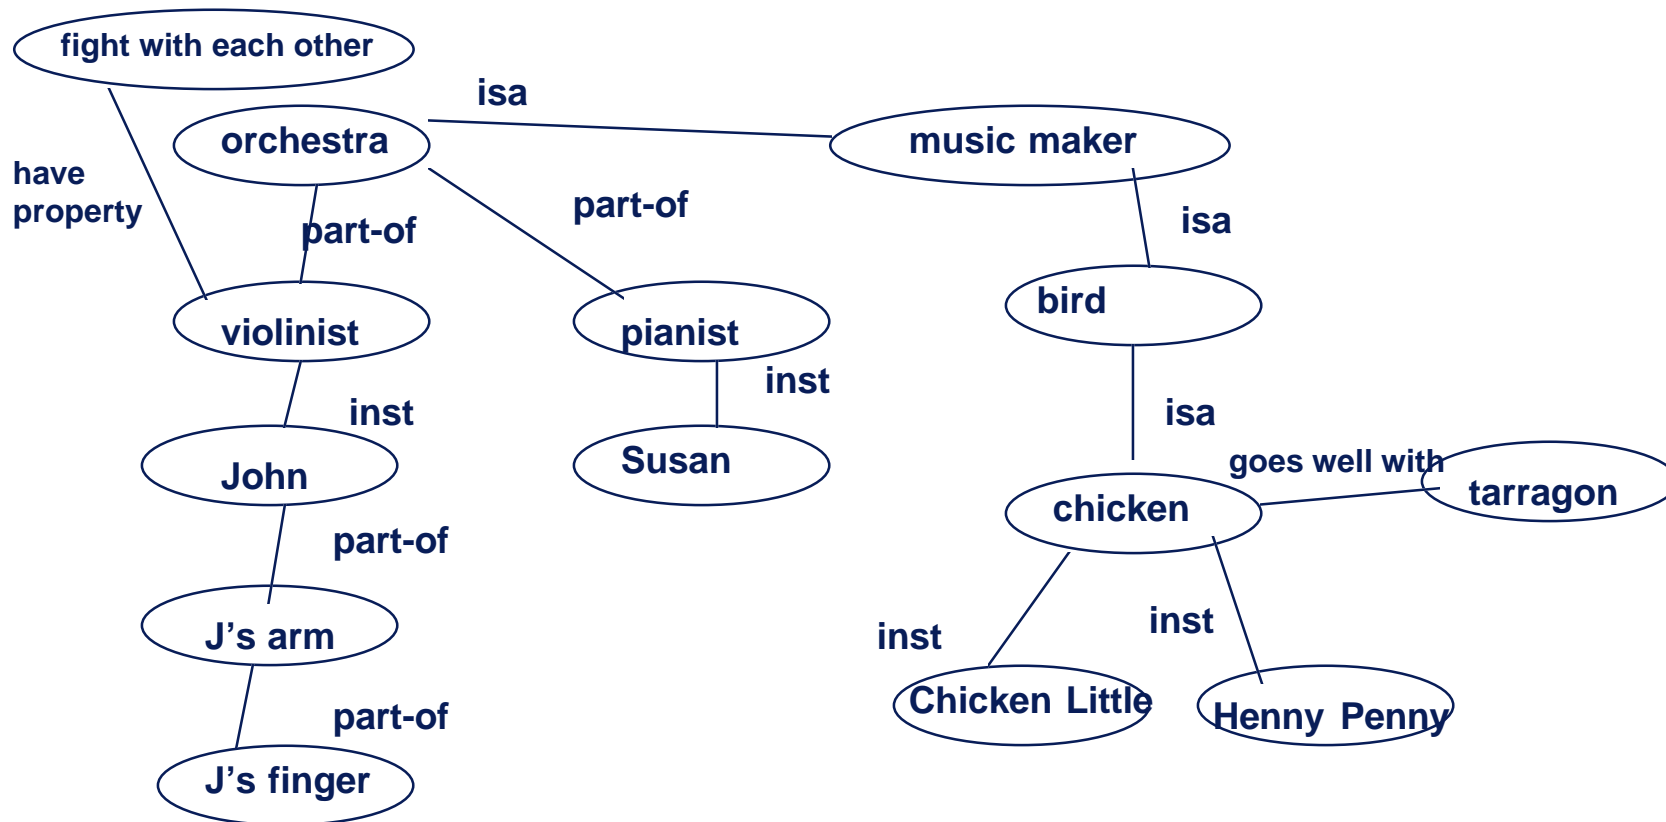 fight with each other
isa
orchestra
music maker
have
property
part-of
part-of
isa
bird
violinist
pianist
inst
inst
isa
John
Susan
goes well with
tarragon
chicken
part-of
J's arm
inst
inst
Chicken Little
Henny Penny
part-of
J's finger